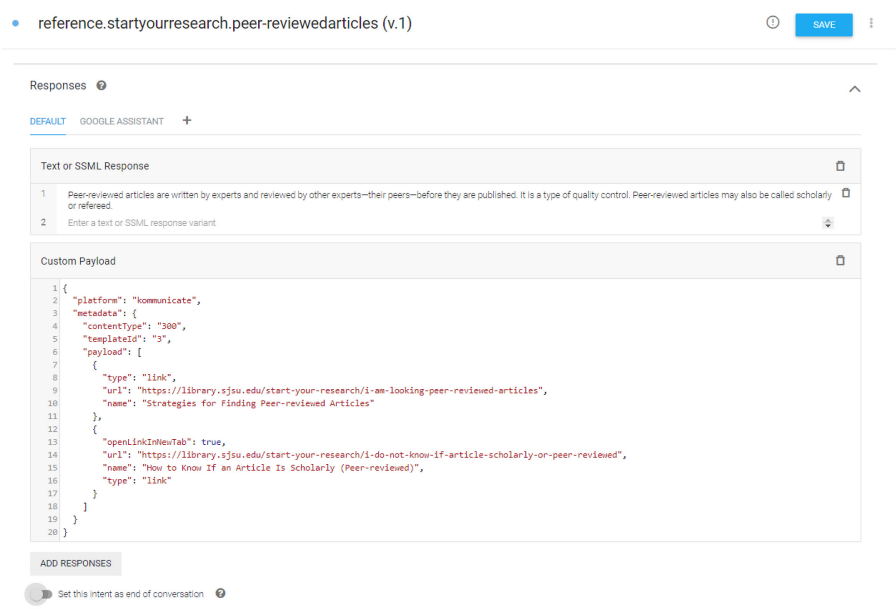 reference.startyourresearch.peer-reviewedarticles (v.1)
SAVE
Responses
DEFAULT GOOGLE ASSISTANT +
Text or SSML Response
1 Peer-reviewed articles are written by experts and reviewed by other experts—their peers—before they are published. It is a type of quality control. Peer-reviewed articles may also be called scholarly
or refereed.
2 Enter a text or SSML response variant
Custom Payload
1 {
2 "platform": "kommunicate",
3 "metadata": {
4 "contentType": "300",
5 "templateId": "3",
6 "payload": [
7 {
8 "type": "link",
9 "url": "https://library.sjsu.edu/start-your-research/i-am-looking-peer-reviewed-articles",
10 "name": "Strategies for Finding Peer-reviewed Articles"
11 },
12 {
13 "openLinkInNewTab": true,
14 "url": "https://library.sjsu.edu/start-your-research/i-do-not-know-if-article-scholarly-or-peer-reviewed",
15 "name": "How to Know If an Article Is Scholarly (Peer-reviewed)",
16 "type": "link"
17 }
18 ]
19 }
20 }
ADD RESPONSES
Set this intent as end of conversation